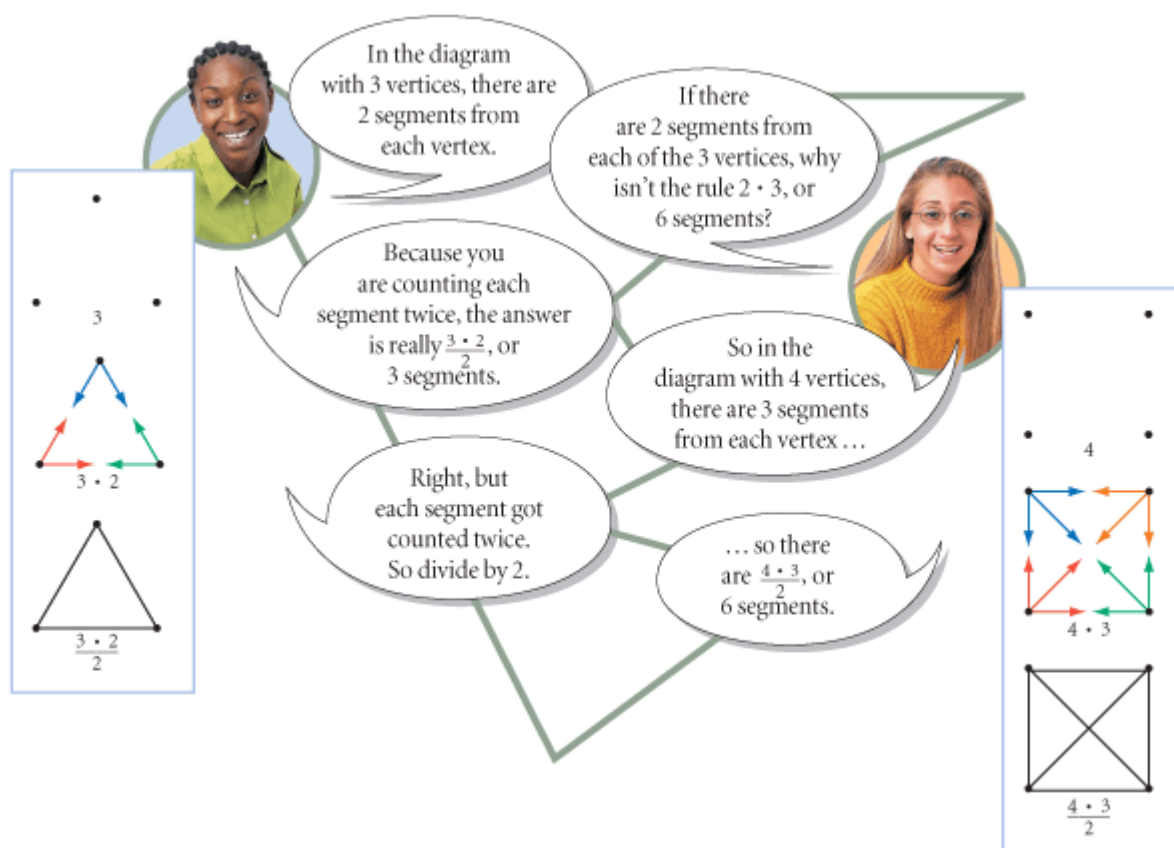 In the diagram
with 3 vertices, there are
2 segments from
each vertex.
If there
are 2 segments from
each of the 3 vertices, why
isn't the rule 2 • 3, or
6 segments?
Because you
are counting each
segment twice, the answer
is really \frac{3 • 2}{2}, or
3 segments.
So in the
diagram with 4 vertices,
there are 3 segments
from each vertex …
Right, but
each segment got
counted twice.
So divide by 2.
… so there
are \frac{4 • 3}{2}, or
6 segments.
3
3 • 2
\frac{3 • 2}{2}
4
4 • 3
\frac{4 • 3}{2}